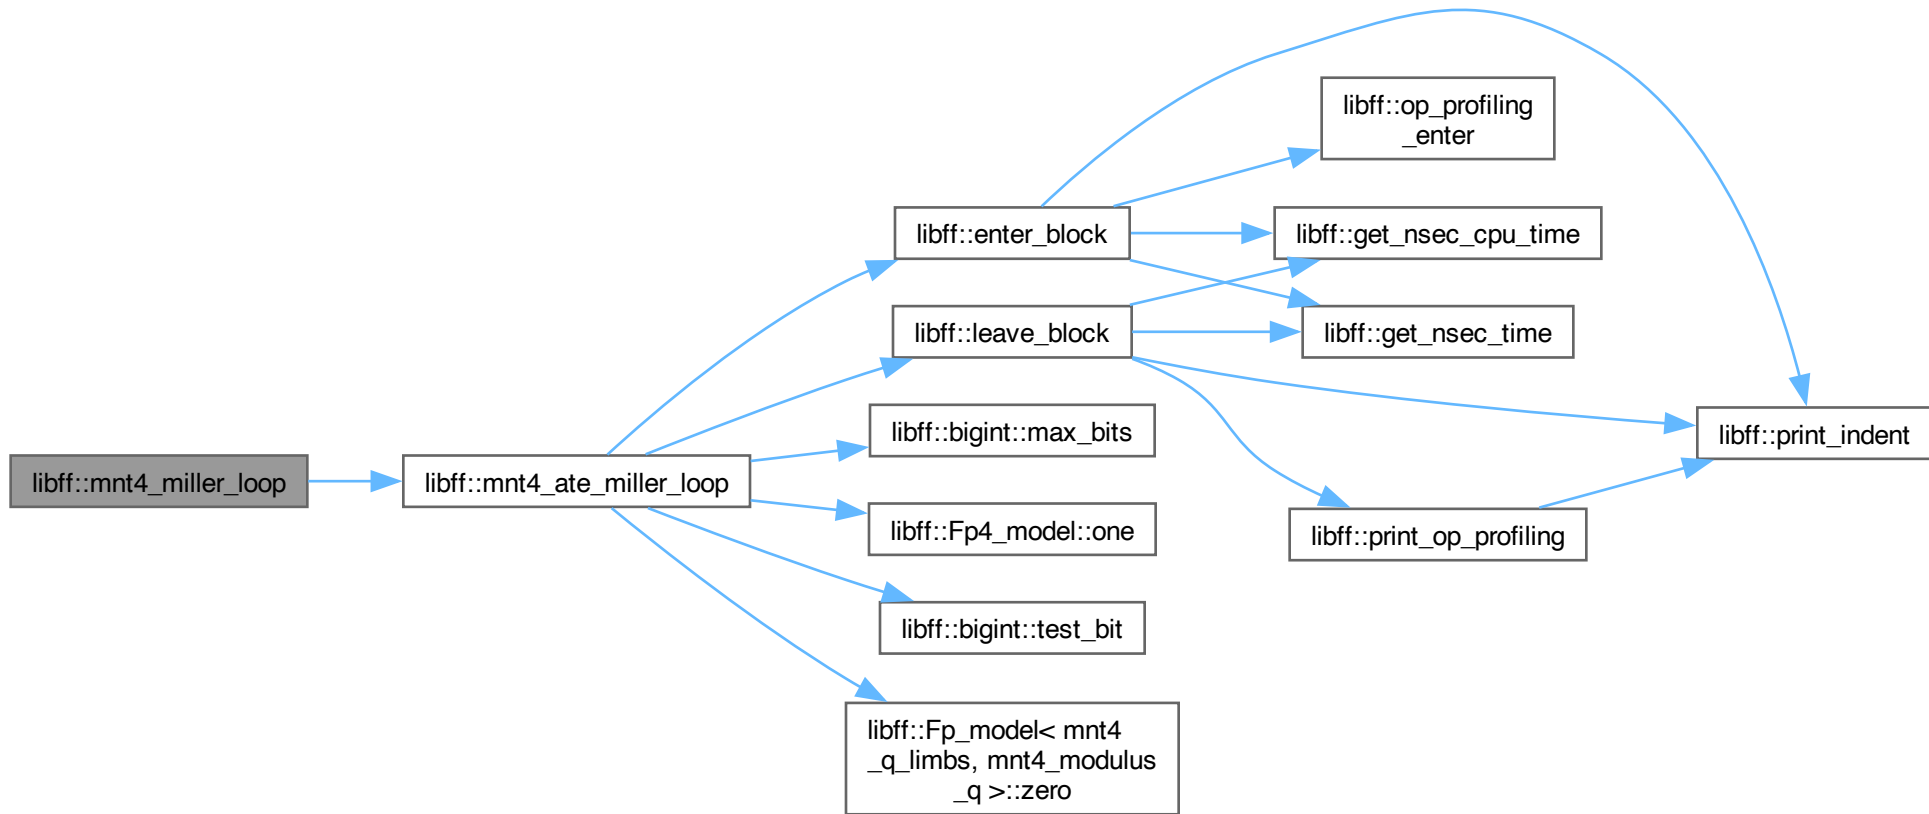 libff::mnt4_miller_loop
libff::mnt4_ate_miller_loop
libff::enter_block
libff::leave_block
libff::bigint::max_bits
libff::Fp4_model::one
libff::bigint::test_bit
libff::Fp_model< mnt4
_q_limbs, mnt4_modulus
_q >::zero
libff::op_profiling
_enter
libff::get_nsec_cpu_time
libff::get_nsec_time
libff::print_op_profiling
libff::print_indent